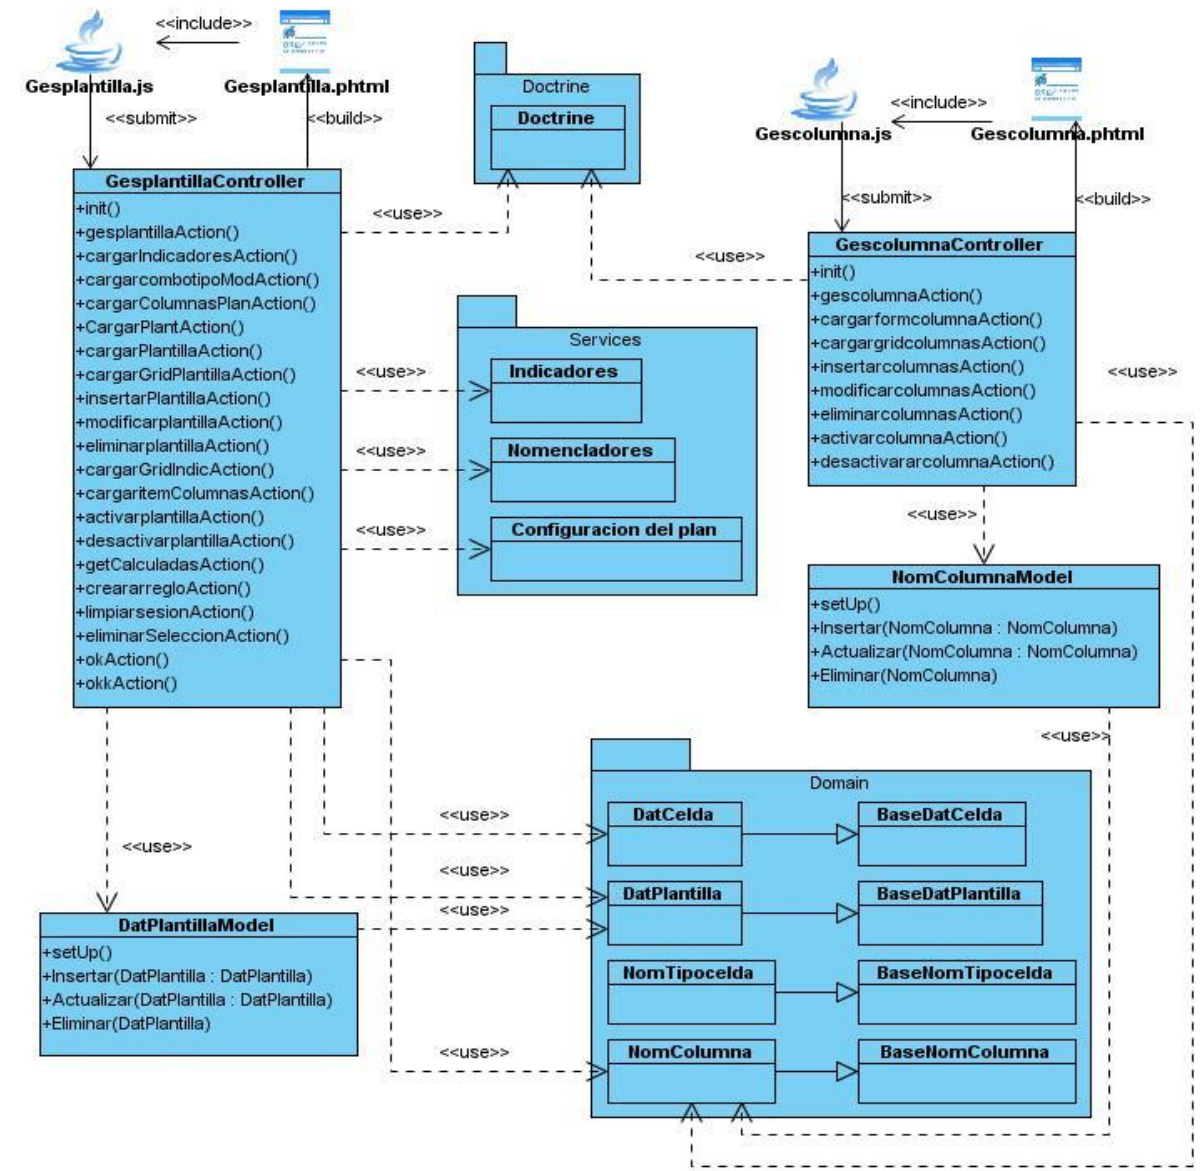 <<include>>
Gesplantilla.js
Gesplantilla.phtml
<<submit>>
<<build>>
GesplantillaController
+init()
+gesplantillaAction()
+cargarIndicadoresAction()
+cargarcombotipoModAction()
+cargarColumnasPlanAction()
+CargarPlantAction()
+cargarPlantillaAction()
+cargarGridPlantillaAction()
+insertarPlantillaAction()
+modificarplantillaAction()
+eliminarplantillaAction()
+cargarGridIndicAction()
+cargaritemColumnasAction()
+activarplantillaAction()
+desactivarplantillaAction()
+getCalculadasAction()
+creararregloAction()
+limpiarsesionAction()
+eliminarSeleccionAction()
+okAction()
+okkAction()
<<use>>
<<use>>
<<use>>
<<use>>
Doctrine
Doctrine
<<use>>
Services
Indicadores
Nomencladores
Configuracion del plan
<<include>>
Gescolumna.js
Gescolumna.phtml
<<submit>>
<<build>>
GescolumnaController
+init()
+gescolumnaAction()
+cargarformcolumnaAction()
+cargargridcolumnasAction()
+insertarcolumnasAction()
+modificarcolumnasAction()
+eliminarcolumnasAction()
+activarcolumnaAction()
+desactivararcolumnaAction()
<<use>>
<<use>>
NomColumnaModel
+setUp()
+Insertar(NomColumna : NomColumna)
+Actualizar(NomColumna : NomColumna)
+Eliminar(NomColumna)
<<use>>
<<use>>
DatPlantillaModel
+setUp()
+Insertar(DatPlantilla : DatPlantilla)
+Actualizar(DatPlantilla : DatPlantilla)
+Eliminar(DatPlantilla)
<<use>>
<<use>>
<<use>>
<<use>>
Domain
DatCelda
BaseDatCelda
DatPlantilla
BaseDatPlantilla
NomTipocelda
BaseNomTipocelda
NomColumna
BaseNomColumna